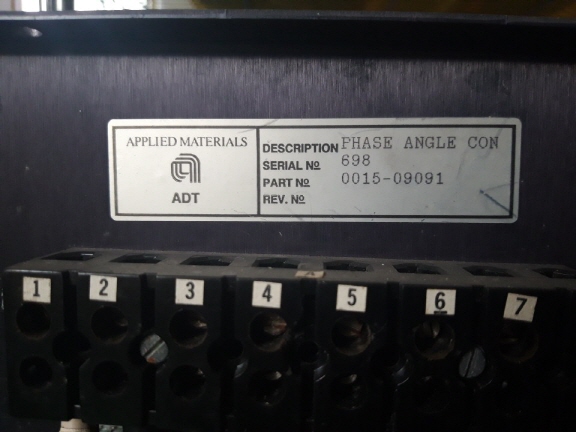 APPLIED MATERIALS
ADT
DESCRIPTION PHASE ANGLE CON
SERIAL Nº 698
PART Nº 0015-09091
REV. Nº
A
1 2 3 4 5 6 7